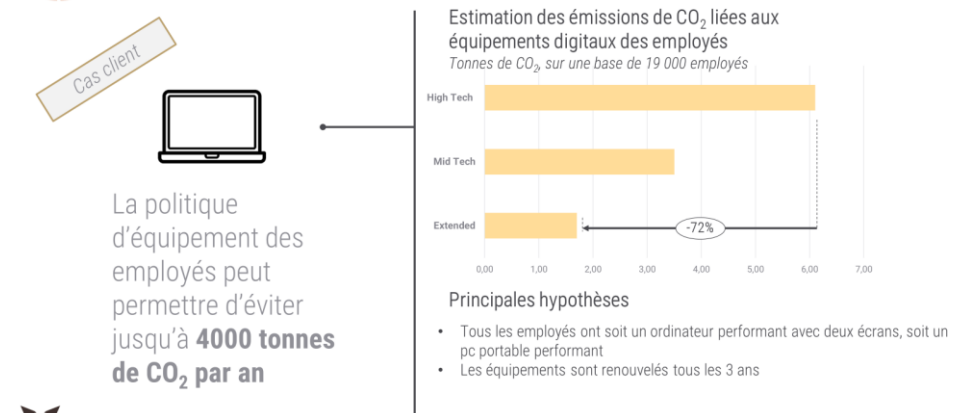 Cas client
La politique
d'équipement des
employés peut
permettre d'éviter
jusqu'à 4000 tonnes
de CO₂ par an
Estimation des émissions de CO₂ liées aux
équipements digitaux des employés
Tonnes de CO₂, sur une base de 19 000 employés
High Tech
Mid Tech
Extended
-72%
0,00 1,00 2,00 3,00 4,00 5,00 6,00 7,00
Principales hypothèses
• Tous les employés ont soit un ordinateur performant avec deux écrans, soit un
pc portable performant
• Les équipements sont renouvelés tous les 3 ans